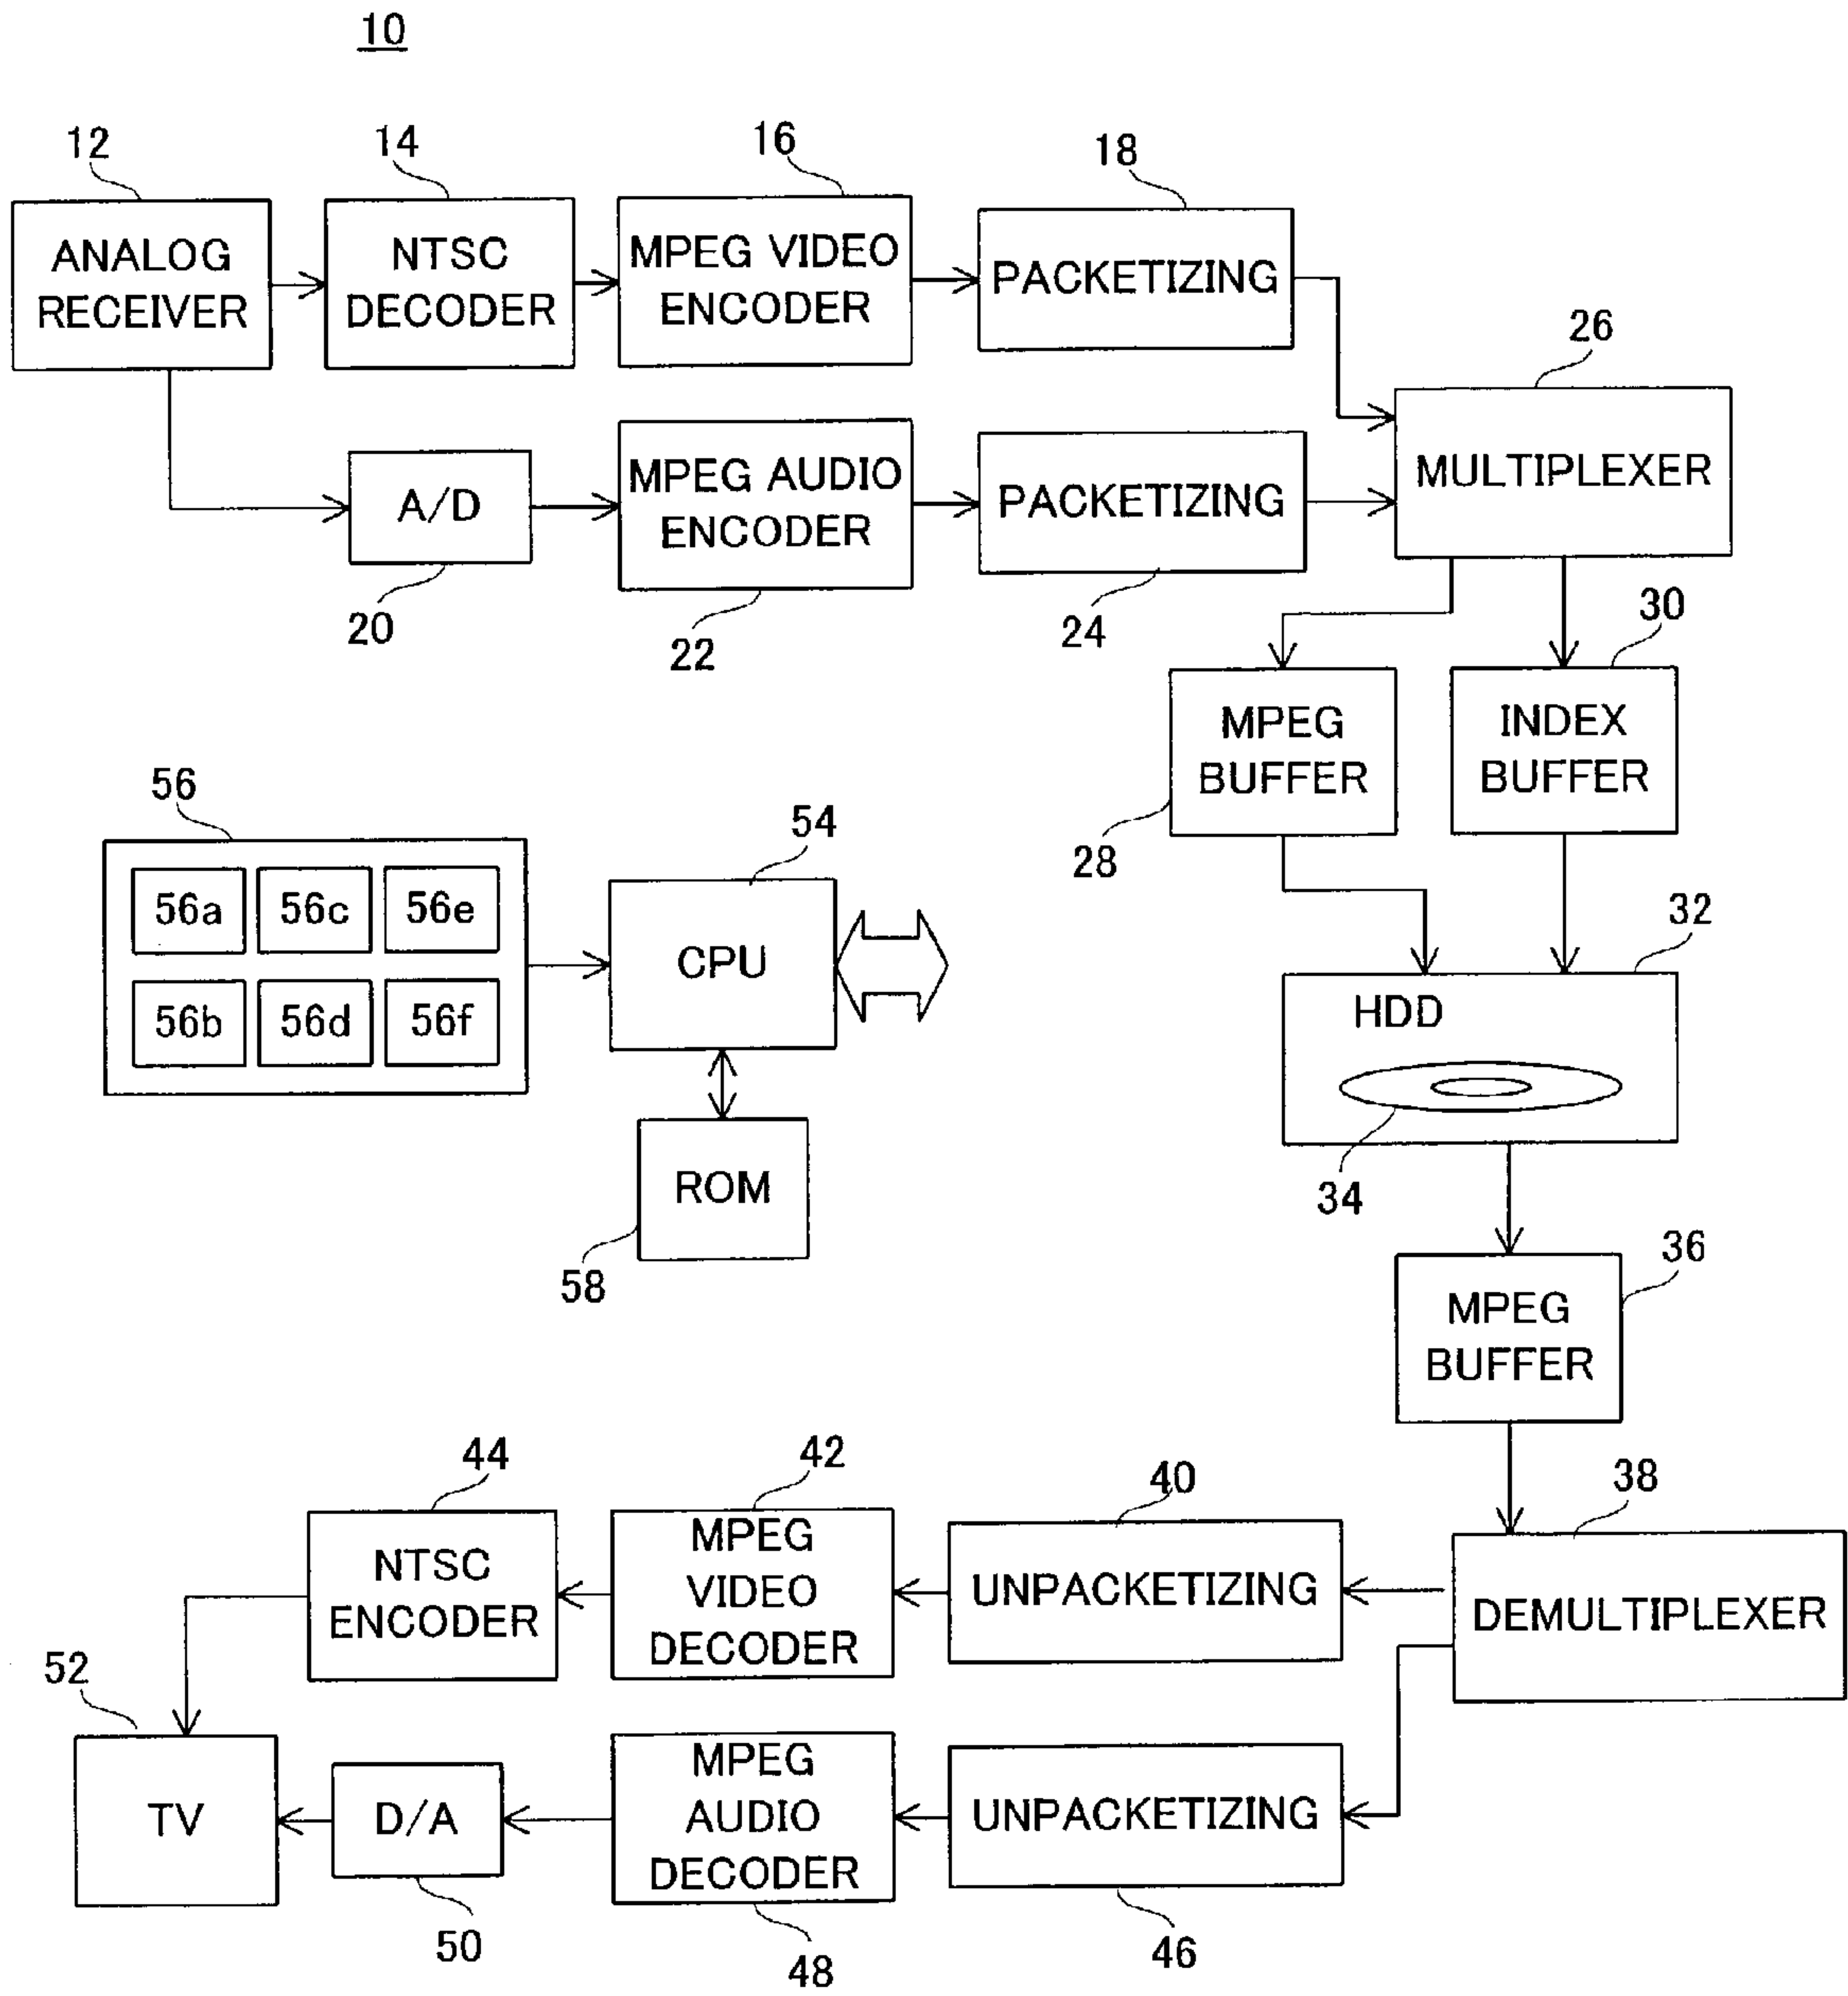 10
12
14
16
18
ANALOG
RECEIVER
NTSC
DECODER
MPEG VIDEO
ENCODER
PACKETIZING
26
MULTIPLEXER
A/D
MPEG AUDIO
ENCODER
PACKETIZING
20
22
24
30
MPEG
BUFFER
INDEX
BUFFER
28
56
54
56a
56c
56e
56b
56d
56f
CPU
32
HDD
34
ROM
58
36
MPEG
BUFFER
44
42
40
38
NTSC
ENCODER
MPEG
VIDEO
DECODER
UNPACKETIZING
DEMULTIPLEXER
52
TV
D/A
MPEG
AUDIO
DECODER
UNPACKETIZING
50
48
46